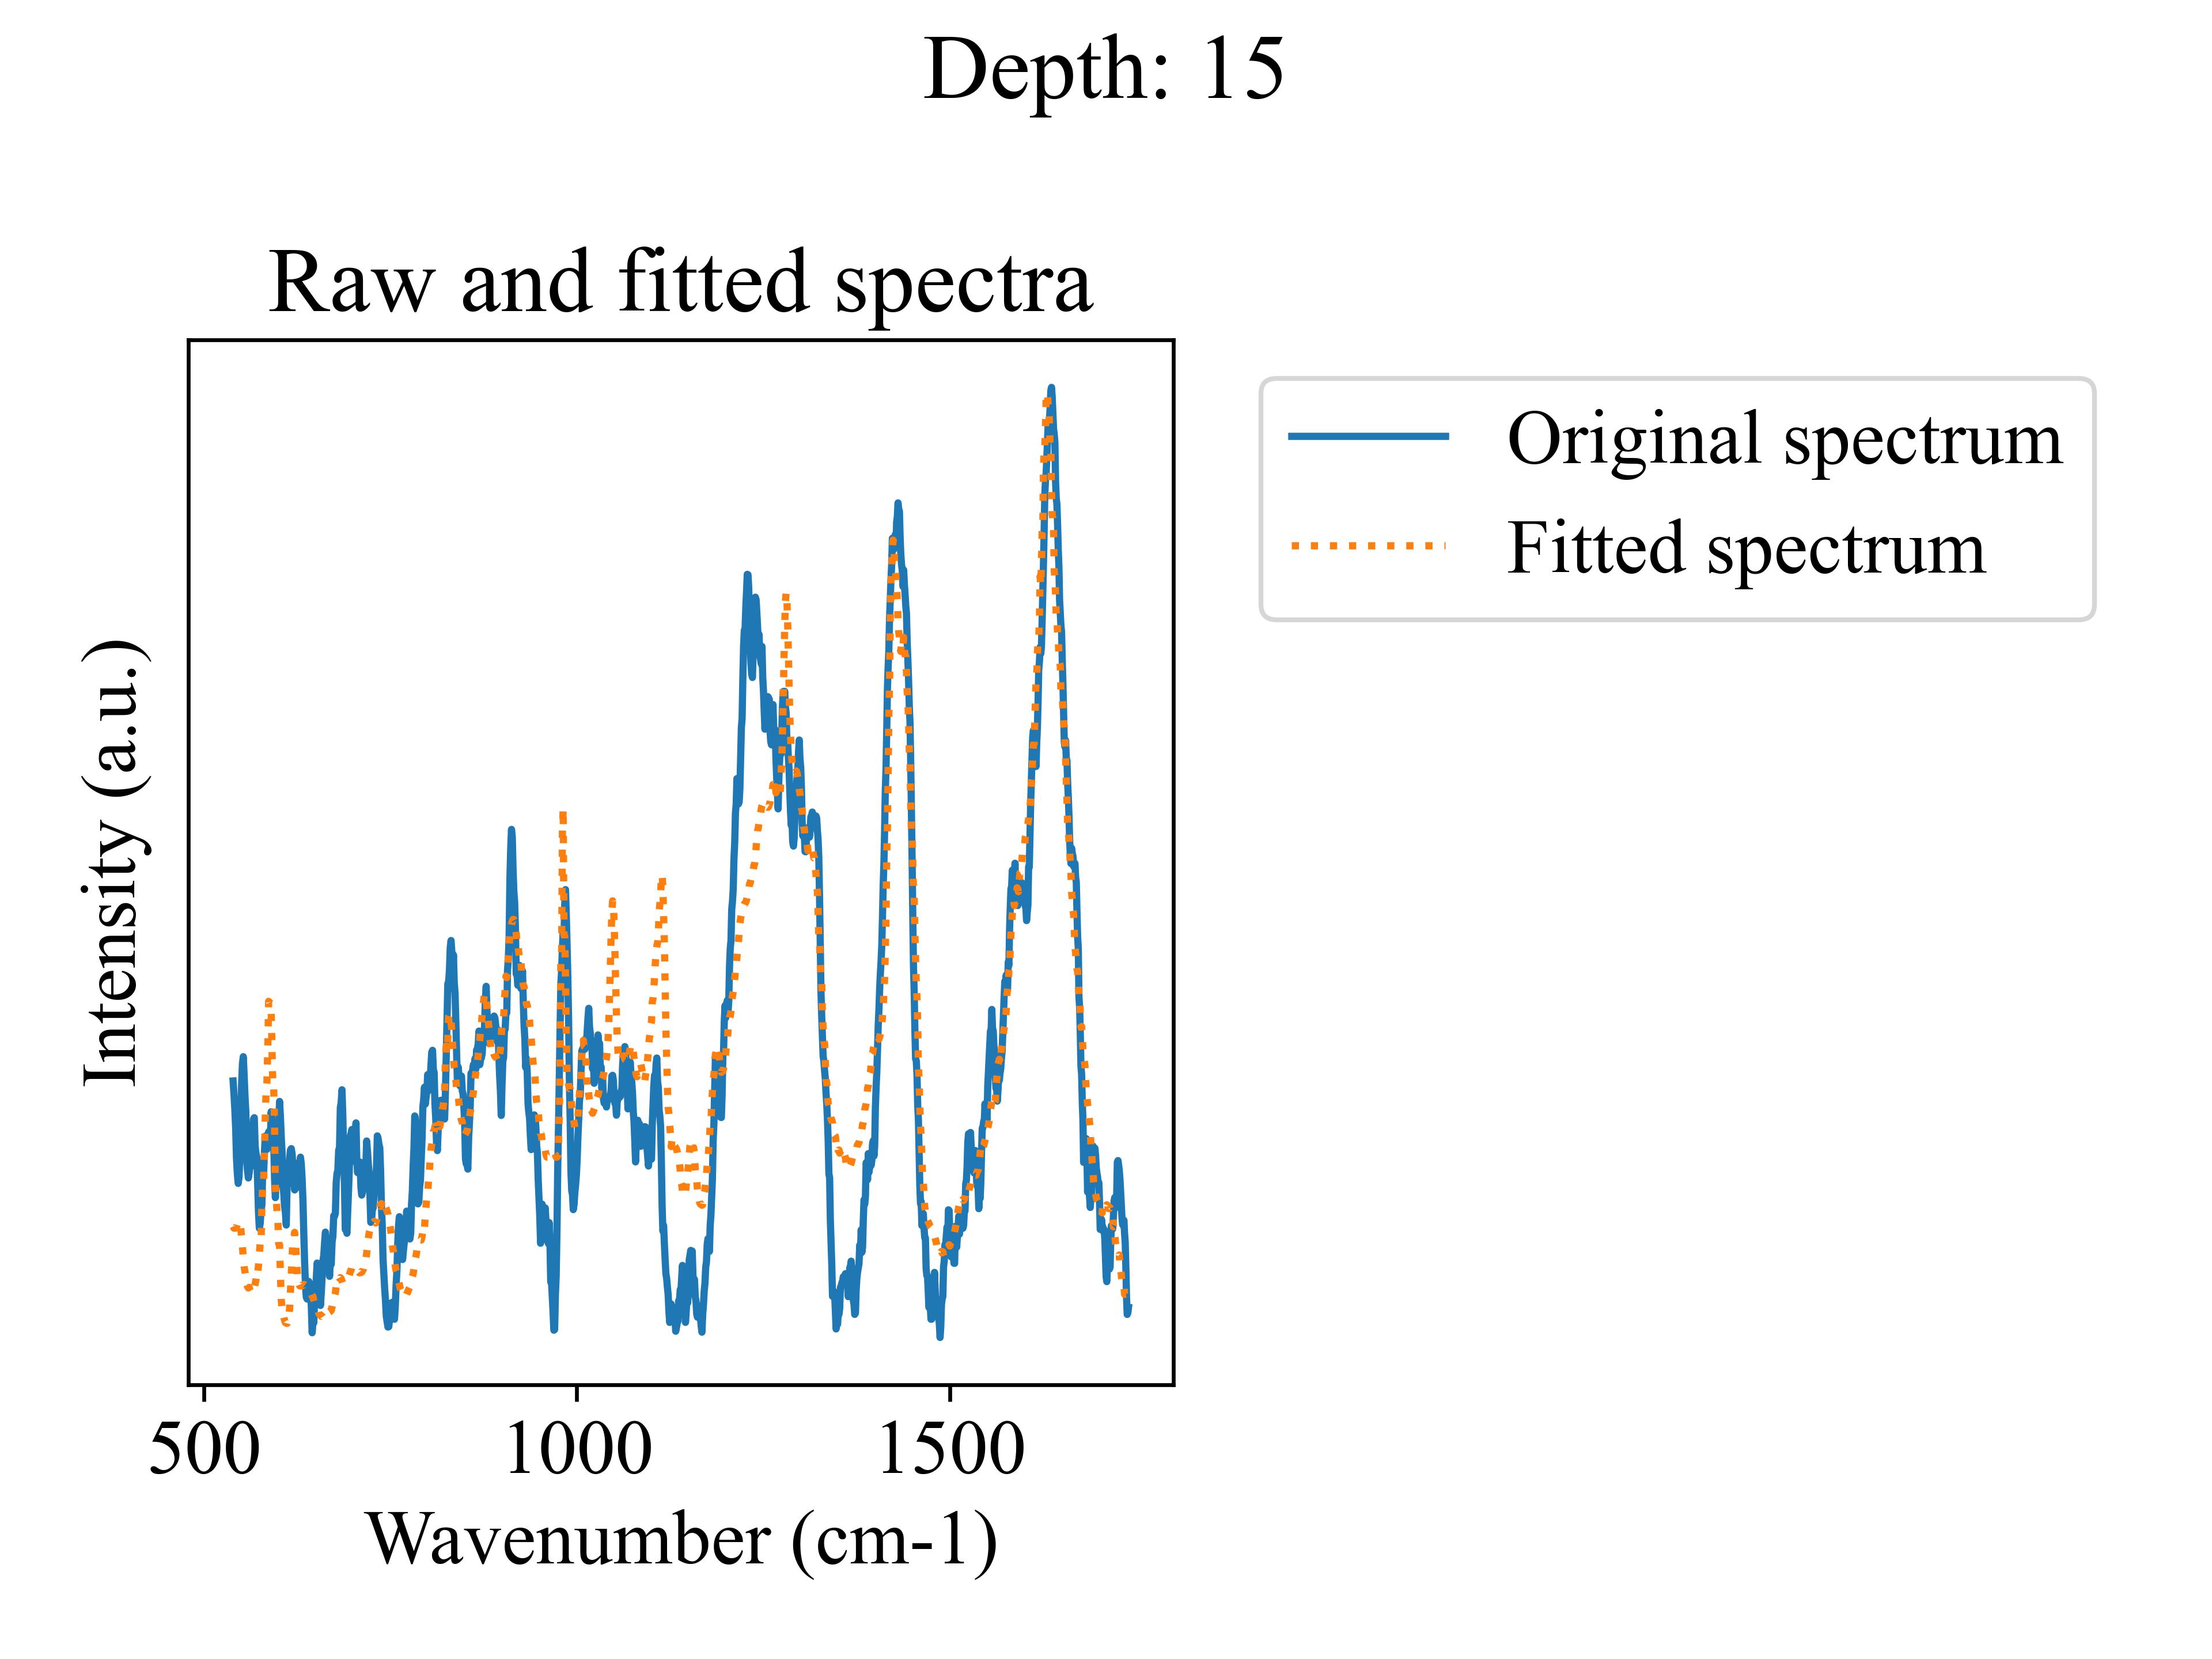 Depth: 15
Raw and fitted spectra
Original spectrum
Fitted spectrum
Intensity (a.u.)
500 1000 1500
Wavenumber (cm-1)